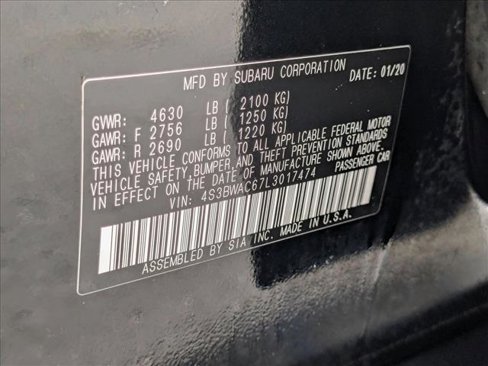 MFD BY SUBARU CORPORATION DATE: 01/20
GVWR: 4630 LB ( 2100 KG)
GAWR: F 2756 LB ( 1250 KG)
GAWR: R 2690 LB ( 1220 KG)
THIS VEHICLE CONFORMS TO ALL APPLICABLE FEDERAL MOTOR
VEHICLE SAFETY, BUMPER, AND THEFT PREVENTION STANDARDS
IN EFFECT ON THE DATE OF MANUFACTURE SHOWN ABOVE.
VIN: 4S3BWAC67L3017474 PASSENGER CAR
ASSEMBLED BY SIA INC. MADE IN U.S.A.